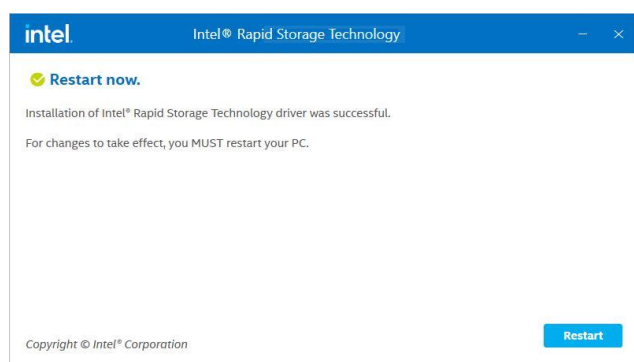 intel.
Intel® Rapid Storage Technology
Restart now.
Installation of Intel® Rapid Storage Technology driver was successful.
For changes to take effect, you MUST restart your PC.
Restart
Copyright © Intel® Corporation